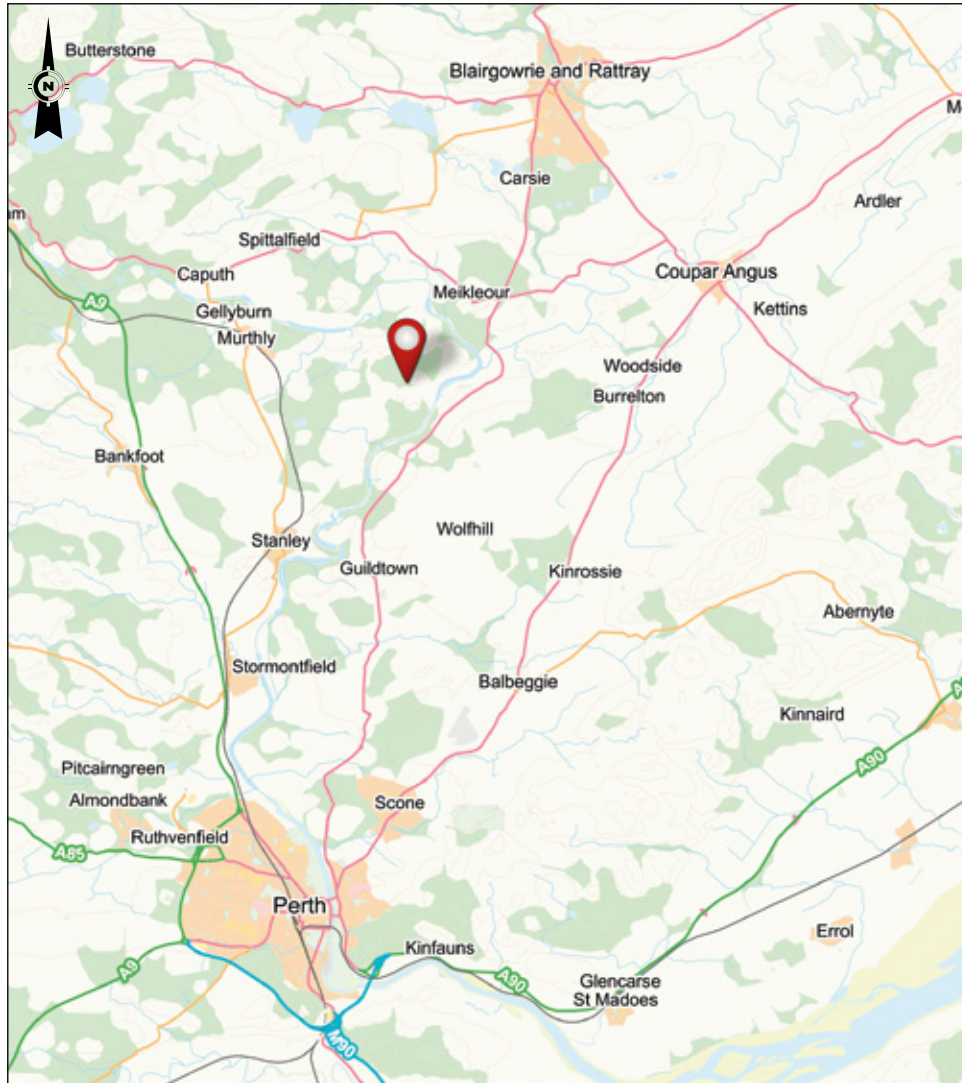 Butterstone
Blairgowrie and Rattray
N
Carsie
Ardler
Spittalfield
Caputh
Coupar Angus
Meikleour
A9
Gellyburn
Kettins
Murthly
Woodside
Burrelton
Bankfoot
Wolfhill
Stanley
Guildtown
Kinrossie
Abernyte
Stormontfield
Balbeggie
Kinnaird
Pitcairngreen
A90
Almondbank
Scone
Ruthvenfield
A85
Perth
Errol
Kinfauns
A9
A90
Glencarse
St Madoes
M90